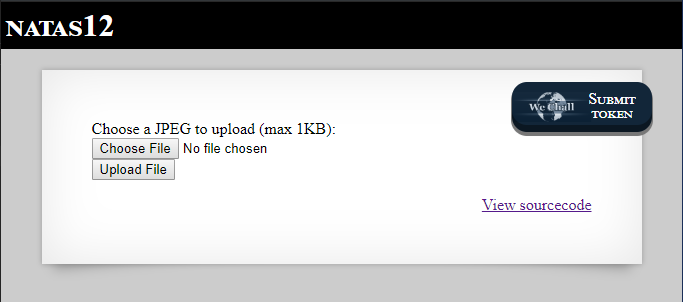 NATAS12
We Chall
SUBMIT
TOKEN
Choose a JPEG to upload (max 1KB):
Choose File No file chosen
Upload File
View sourcecode